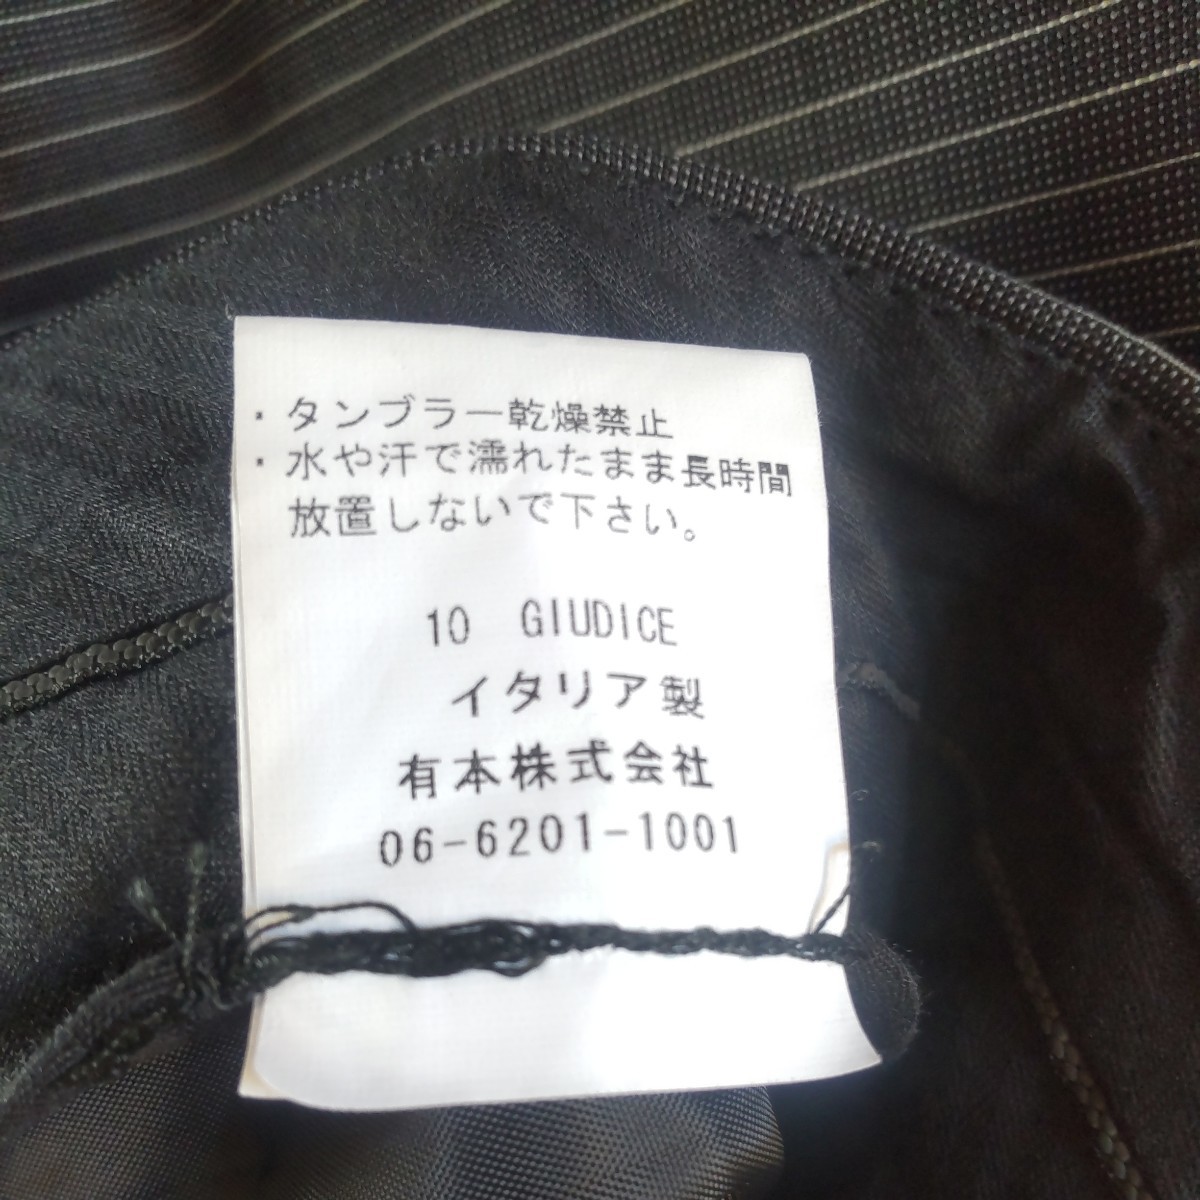 ・タンブラー乾燥禁止
・水や汗で濡れたまま長時間
放置しないで下さい。
10 GIUDICE
イタリア製
有本株式会社
06-6201-1001